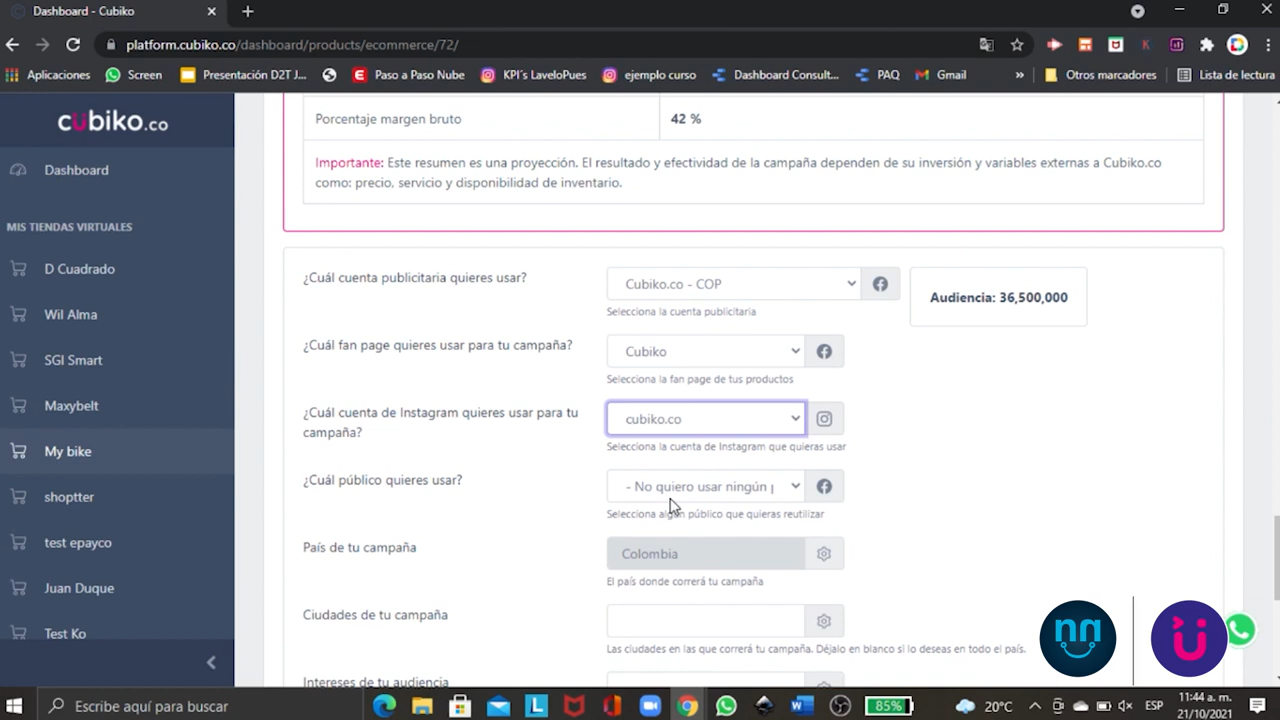 Dashboard - Cubiko
platform.cubiko.co/dashboard/products/ecommerce/72/
Aplicaciones
Screen
Presentación D2T J...
Paso a Paso Nube
KPI's LaveloPues
ejemplo curso
Dashboard Consult...
PAQ
Gmail
»
Otros marcadores
Lista de lectura
cubiko.co
Dashboard
MIS TIENDAS VIRTUALES
D Cuadrado
Wil Alma
SGI Smart
Maxybelt
My bike
shoptter
test epayco
Juan Duque
Test Ko
Porcentaje margen bruto
42 %
Importante: Este resumen es una proyección. El resultado y efectividad de la campaña dependen de su inversión y variables externas a Cubiko.co
como: precio, servicio y disponibilidad de inventario.
¿Cuál cuenta publicitaria quieres usar?
Cubiko.co - COP
Selecciona la cuenta publicitaria
Audiencia: 36,500,000
¿Cuál fan page quieres usar para tu campaña?
Cubiko
Selecciona la fan page de tus productos
¿Cuál cuenta de Instagram quieres usar para tu
campaña?
cubiko.co
Selecciona la cuenta de Instagram que quieras usar
¿Cuál público quieres usar?
- No quiero usar ningún p
Selecciona algún público que quieras reutilizar
País de tu campaña
Colombia
El país donde correrá tu campaña
Ciudades de tu campaña
Las ciudades en las que correrá tu campaña. Déjalo en blanco si lo deseas en todo el país.
Intereses de tu audiencia
Escribe aquí para buscar
85%
20°C
ESP
11:44 a. m.
21/10/2021